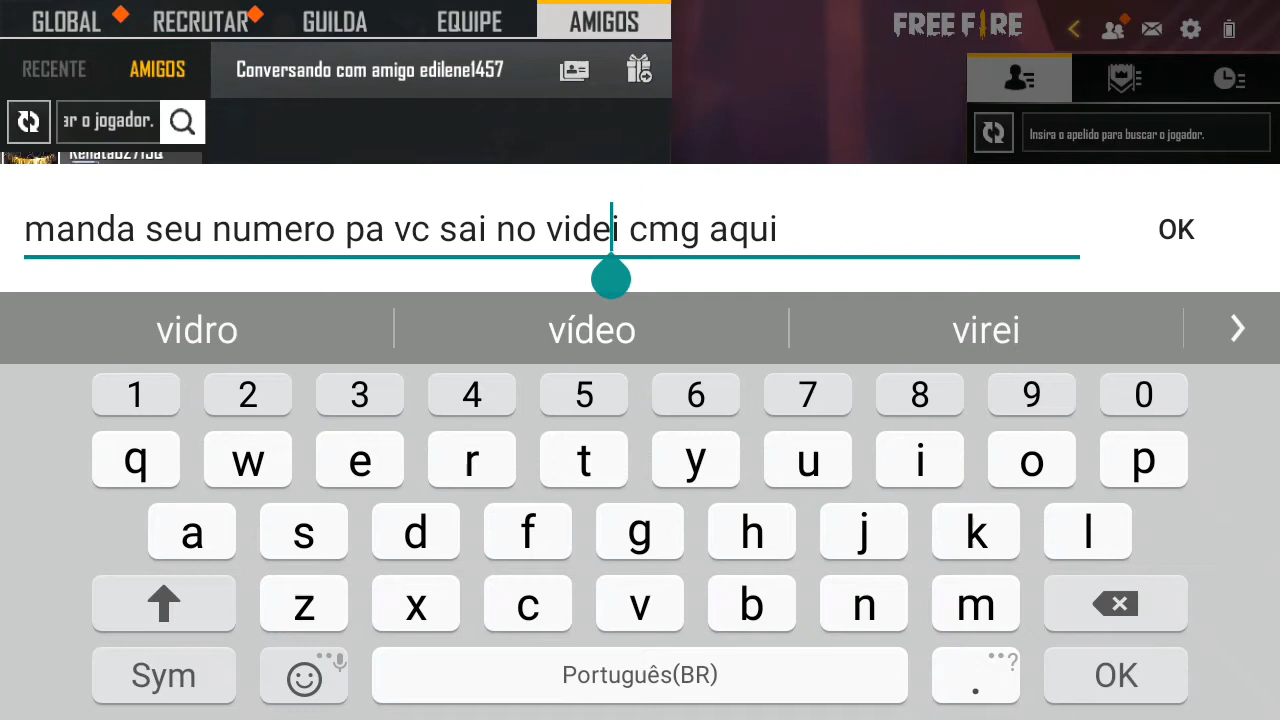 GLOBAL RECRUTAR GUILDA EQUIPE AMIGOS
FREE FIRE
RECENTE AMIGOS Conversando com amigo edilene1457
ar o jogador.
Insira o apelido para buscar o jogador.
manda seu numero pa vc sai no videi cmg aqui
OK
vidro vídeo virei
1 2 3 4 5 6 7 8 9 0
q w e r t y u i o p
a s d f g h j k l
z x c v b n m
Sym Português(BR) . ? OK